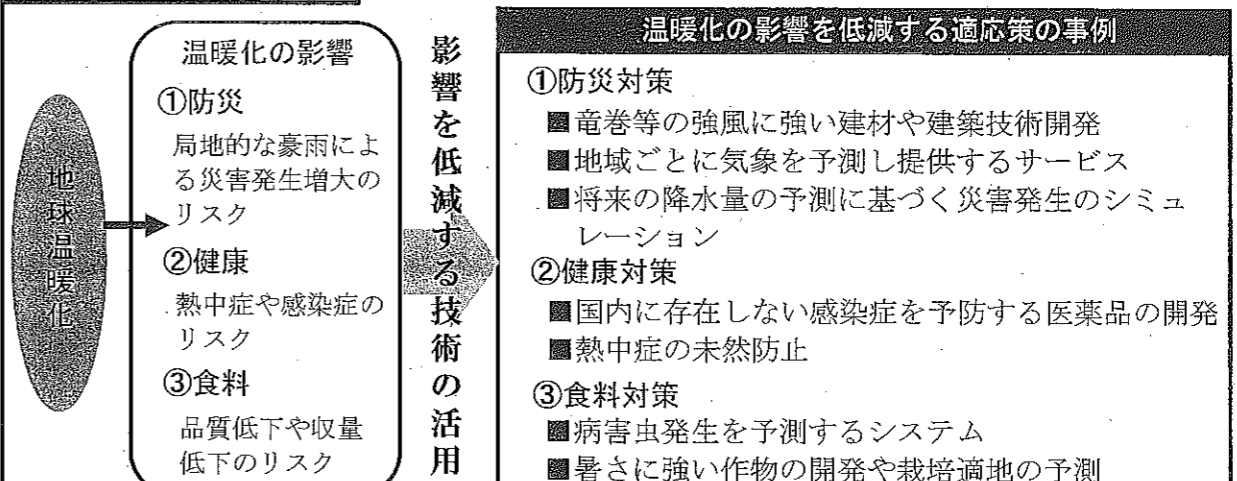 地球温暖化
温暖化の影響
①防災
局地的な豪雨によ
る災害発生増大の
リスク
②健康
熱中症や感染症の
リスク
③食料
品質低下や収量
低下のリスク
影響を低減する技術の活用
温暖化の影響を低減する適応策の事例
①防災対策
■竜巻等の強風に強い建材や建築技術開発
■地域ごとに気象を予測し提供するサービス
■将来の降水量の予測に基づく災害発生のシミュ
レーション
②健康対策
■国内に存在しない感染症を予防する医薬品の開発
■熱中症の未然防止
③食料対策
■病害虫発生を予測するシステム
■暑さに強い作物の開発や栽培適地の予測